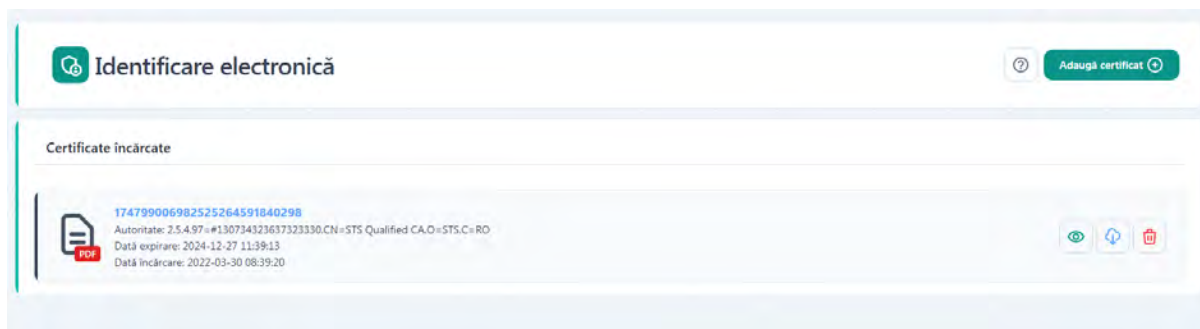 Identificare electronică
Adaugă certificat
Certificate încărcate
174799006982525264591840298
Autoritate: 2.5.4.97=#130734323637323330.CN=STS Qualified CA.O=STS.C=RO
Dată expirare: 2024-12-27 11:39:13
Dată încărcare: 2022-03-30 08:39:20
PDF